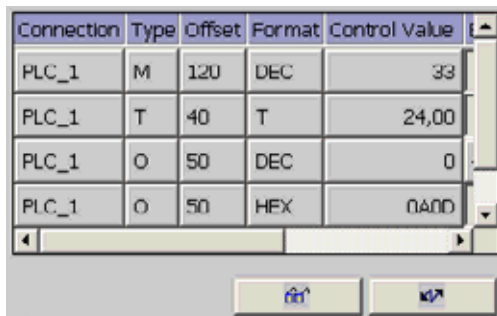 Connection Type Offset Format Control Value
PLC_1 M 120 DEC 33
PLC_1 T 40 T 24,00
PLC_1 O 50 DEC 0
PLC_1 O 50 HEX 0A0D